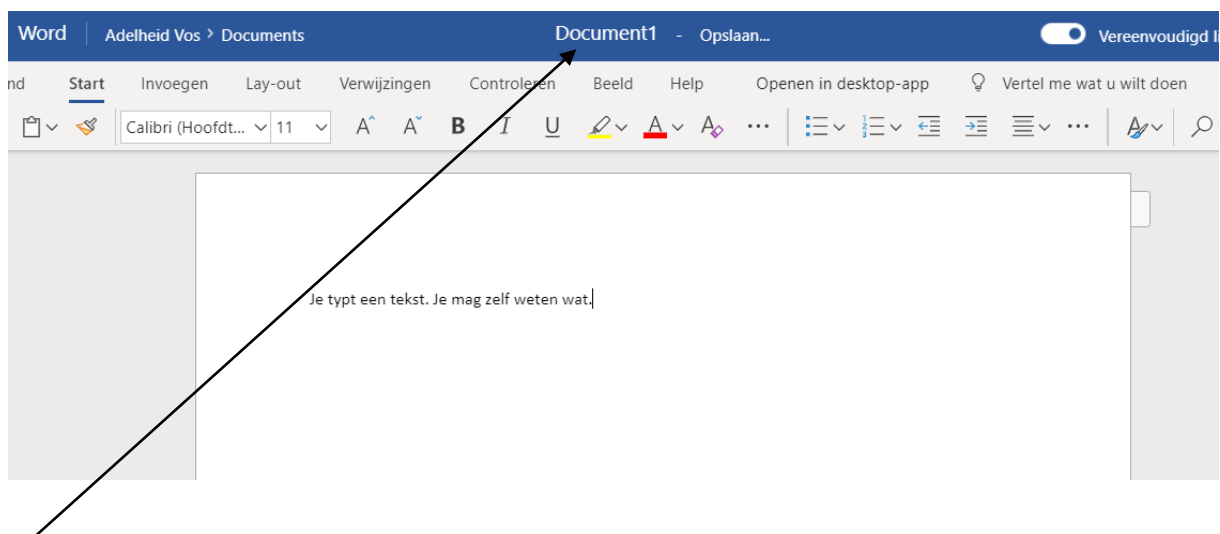 Word Adelheid Vos > Documents Document1 - Opslaan... Vereenvoudigd li
nd Start Invoegen Lay-out Verwijzingen Controleren Beeld Help Openen in desktop-app Vertel me wat u wilt doen
Calibri (Hoofdt... 11 A A B I U A A ... ... A
Je typt een tekst. Je mag zelf weten wat.